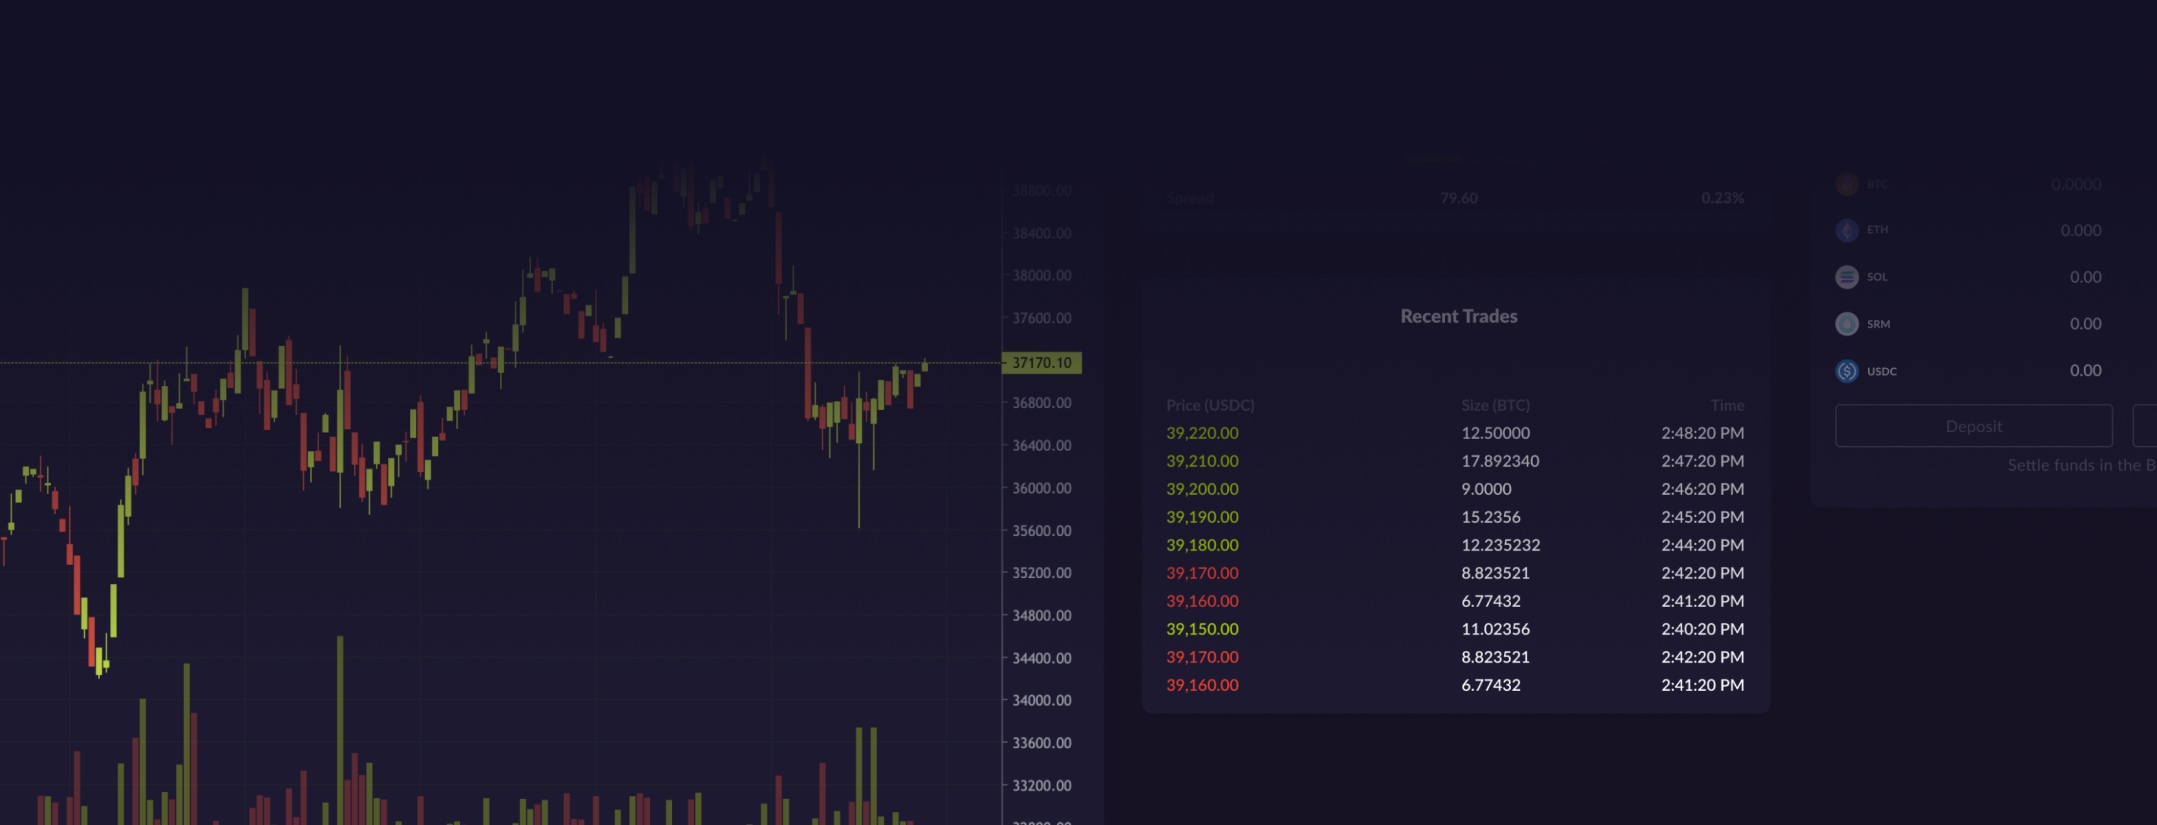 38800.00
38400.00
38000.00
37600.00
37170.10
36800.00
36400.00
36000.00
35600.00
35200.00
34800.00
34400.00
34000.00
33600.00
33200.00
Spread 79.60 0.23%
Recent Trades
Price (USDC) Size (BTC) Time
39,220.00 12.50000 2:48:20 PM
39,210.00 17.892340 2:47:20 PM
39,200.00 9.0000 2:46:20 PM
39,190.00 15.2356 2:45:20 PM
39,180.00 12.235232 2:44:20 PM
39,170.00 8.823521 2:42:20 PM
39,160.00 6.77432 2:41:20 PM
39,150.00 11.02356 2:40:20 PM
39,170.00 8.823521 2:42:20 PM
39,160.00 6.77432 2:41:20 PM
BTC 0.0000
ETH 0.000
SOL 0.00
SRM 0.00
USDC 0.00
Deposit
Settle funds in the B